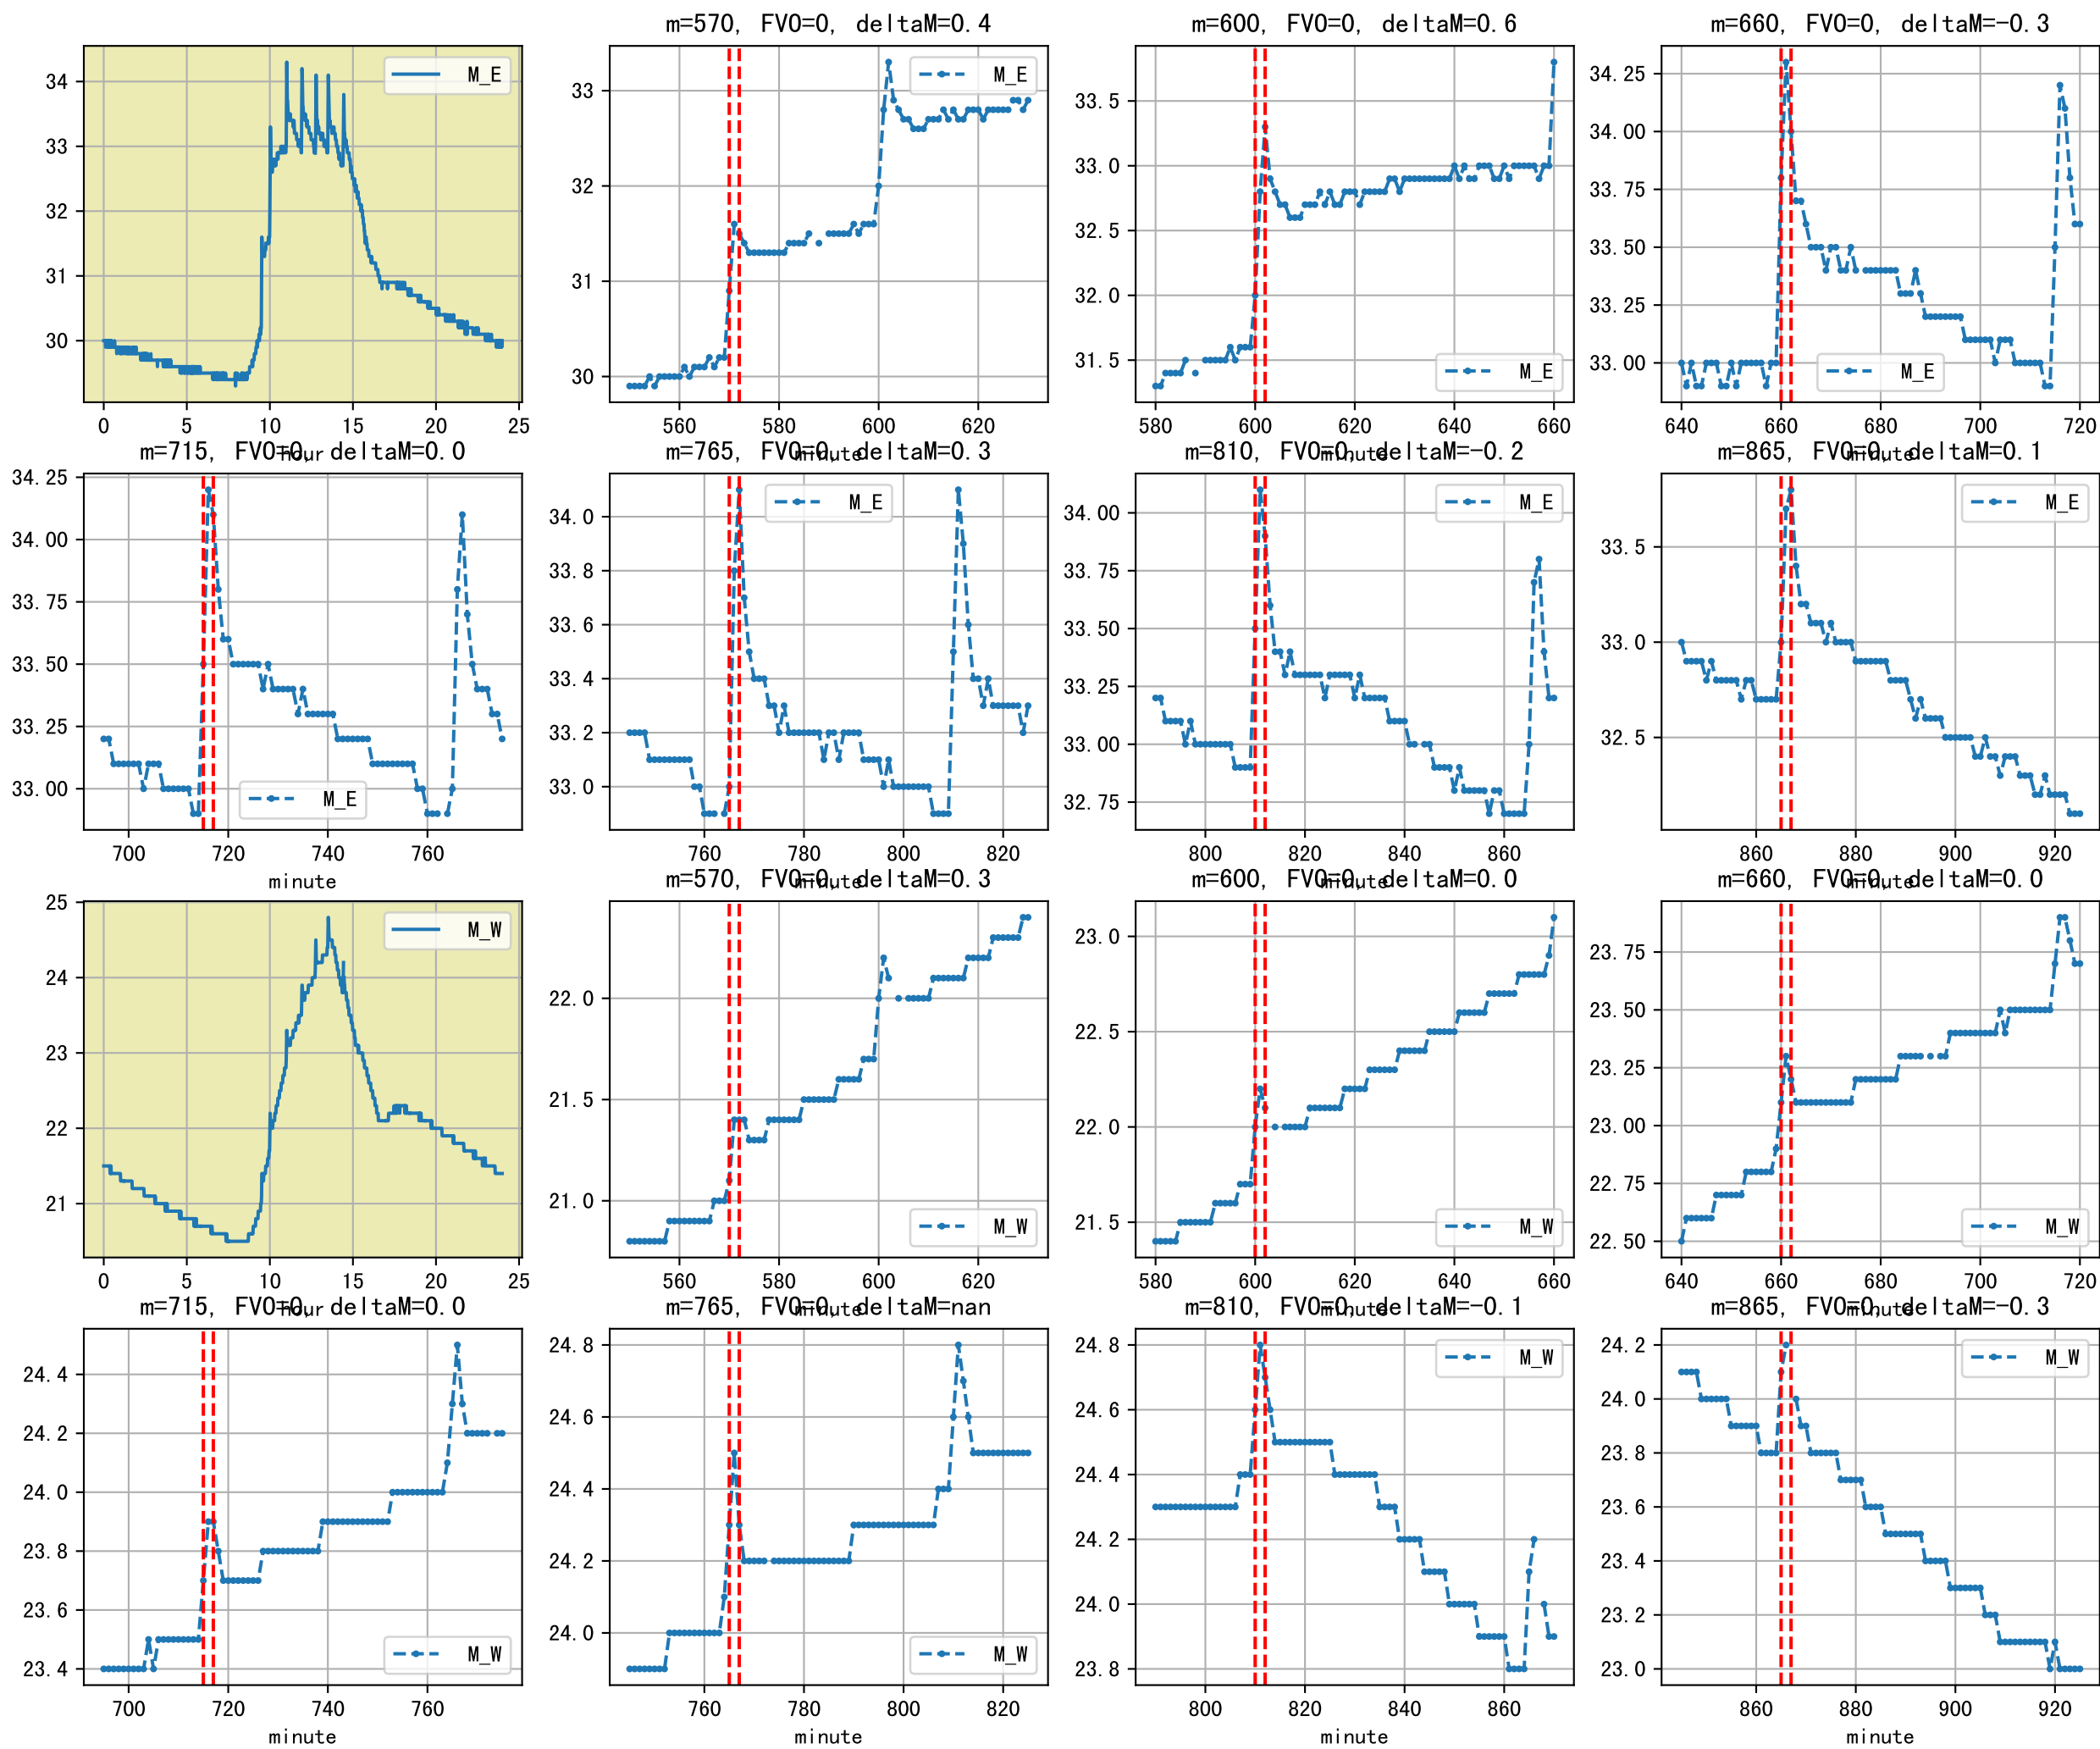 m=570, FV0=0, deltaM=0.4
m=600, FV0=0, deltaM=0.6
m=660, FV0=0, deltaM=-0.3
34
33
32
31
30
M_E
0 5 10 15 20 25
hour
33
32
31
30
M_E
560 580 600 620
minute
33.5
33.0
32.5
32.0
31.5
M_E
580 600 620 640 660
minute
34.25
34.00
33.75
33.50
33.25
33.00
M_E
640 660 680 700 720
minute
m=715, FV0=0, deltaM=0.0
m=765, FV0=0, deltaM=0.3
m=810, FV0=0, deltaM=-0.2
m=865, FV0=0, deltaM=0.1
34.25
34.00
33.75
33.50
33.25
33.00
M_E
700 720 740 760
minute
34.0
33.8
33.6
33.4
33.2
33.0
M_E
760 780 800 820
minute
34.00
33.75
33.50
33.25
33.00
32.75
M_E
800 820 840 860
minute
33.5
33.0
32.5
M_E
860 880 900 920
minute
m=570, FV0=0, deltaM=0.3
m=600, FV0=0, deltaM=0.0
m=660, FV0=0, deltaM=0.0
25
24
23
22
21
M_W
0 5 10 15 20 25
hour
22.0
21.5
21.0
M_W
560 580 600 620
minute
23.0
22.5
22.0
21.5
M_W
580 600 620 640 660
minute
23.75
23.50
23.25
23.00
22.75
22.50
M_W
640 660 680 700 720
minute
m=715, FV0=0, deltaM=0.0
m=765, FV0=0, deltaM=nan
m=810, FV0=0, deltaM=-0.1
m=865, FV0=0, deltaM=-0.3
24.4
24.2
24.0
23.8
23.6
23.4
M_W
700 720 740 760
minute
24.8
24.6
24.4
24.2
24.0
M_W
760 780 800 820
minute
24.8
24.6
24.4
24.2
24.0
23.8
M_W
800 820 840 860
minute
24.2
24.0
23.8
23.6
23.4
23.2
23.0
M_W
860 880 900 920
minute